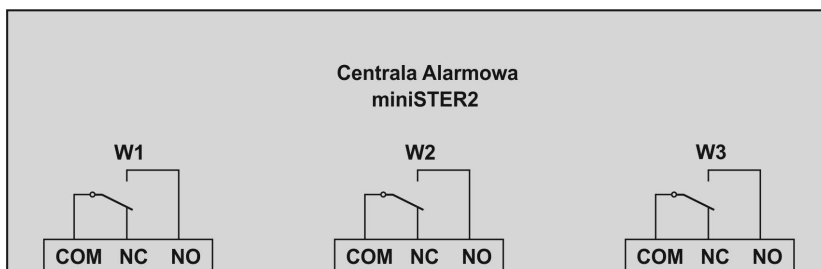 Centrala Alarmowa
miniSTER2
W1 W2 W3
COM NC NO COM NC NO COM NC NO